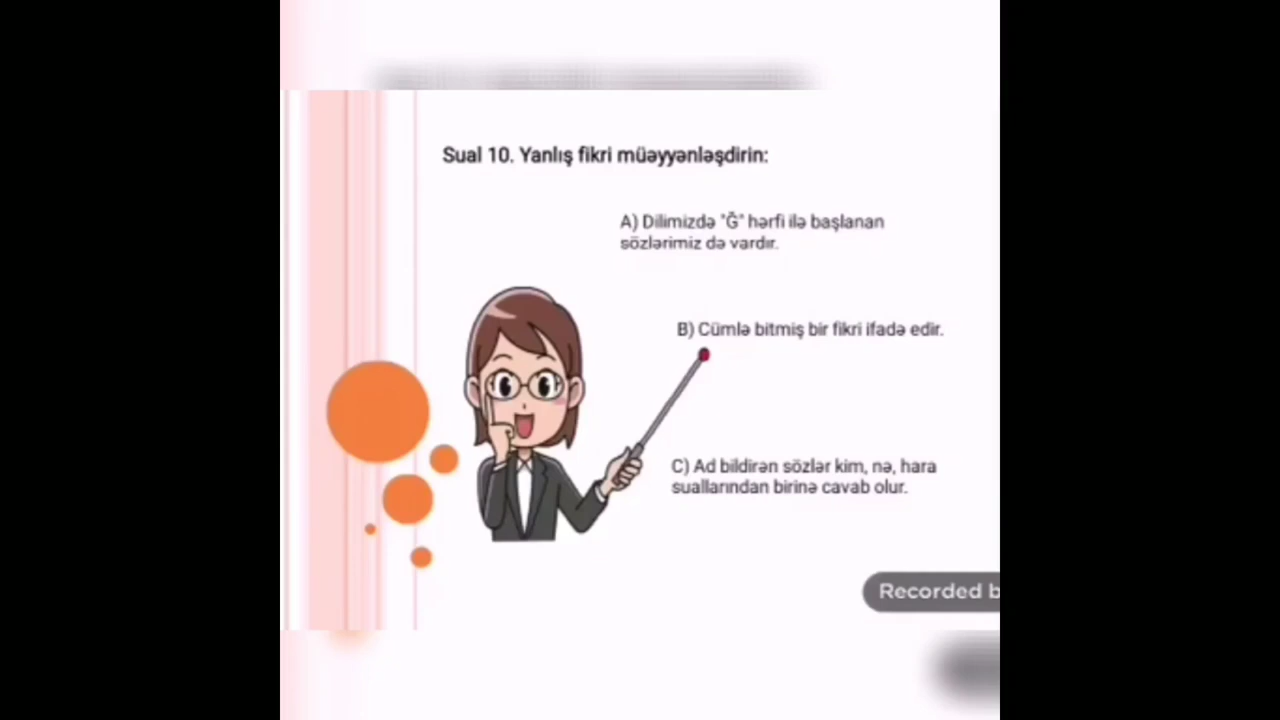 Sual 10. Yanlış fikri müəyyənləşdirin:
A) Dilimizdə "Ğ" hərfi ilə başlanan
sözlərimiz də vardır.
B) Cümlə bitmiş bir fikri ifadə edir.
C) Ad bildirən sözlər kim, nə, hara
suallarından birinə cavab olur.
Recorded b